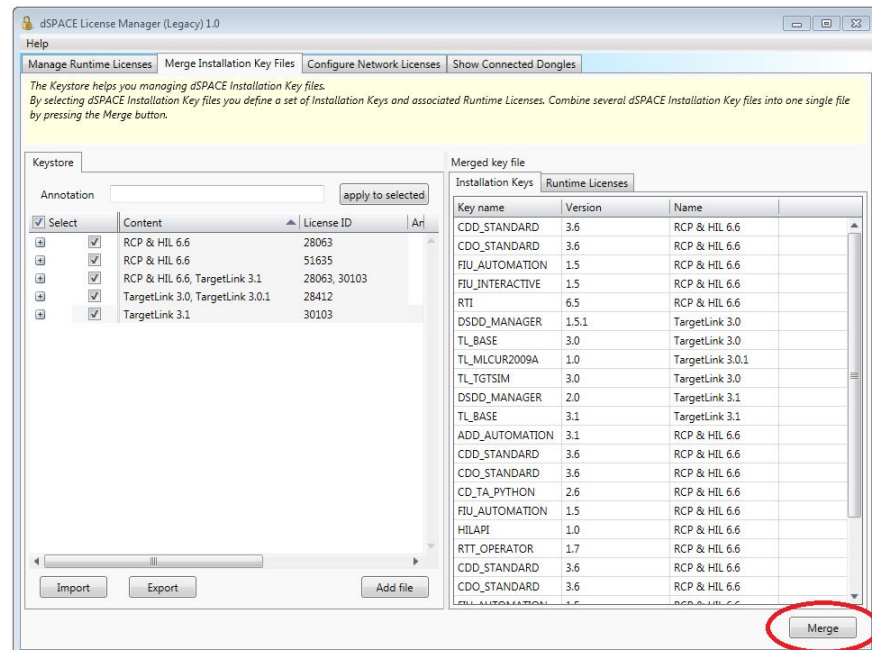 dSPACE License Manager (Legacy) 1.0
Help
Manage Runtime Licenses Merge Installation Key Files Configure Network Licenses Show Connected Dongles
The Keystore helps you managing dSPACE Installation Key files.
By selecting dSPACE Installation Key files you define a set of Installation Keys and associated Runtime Licenses. Combine several dSPACE Installation Key files into one single file
by pressing the Merge button.
Keystore
Annotation apply to selected
Select Content License ID An
RCP & HIL 6.6 28063
RCP & HIL 6.6 51635
RCP & HIL 6.6, TargetLink 3.1 28063, 30103
TargetLink 3.0, TargetLink 3.0.1 28412
TargetLink 3.1 30103
Import Export Add file
Merged key file
Installation Keys Runtime Licenses
Key name Version Name
CDD_STANDARD 3.6 RCP & HIL 6.6
CDO_STANDARD 3.6 RCP & HIL 6.6
FIU_AUTOMATION 1.5 RCP & HIL 6.6
FIU_INTERACTIVE 1.5 RCP & HIL 6.6
RTI 6.5 RCP & HIL 6.6
DSDD_MANAGER 1.5.1 TargetLink 3.0
TL_BASE 3.0 TargetLink 3.0
TL_MLCUR2009A 1.0 TargetLink 3.0.1
TL_TGTSIM 3.0 TargetLink 3.0
DSDD_MANAGER 2.0 TargetLink 3.1
TL_BASE 3.1 TargetLink 3.1
ADD_AUTOMATION 3.1 RCP & HIL 6.6
CDD_STANDARD 3.6 RCP & HIL 6.6
CDO_STANDARD 3.6 RCP & HIL 6.6
CD_TA_PYTHON 2.6 RCP & HIL 6.6
FIU_AUTOMATION 1.5 RCP & HIL 6.6
HILAPI 1.0 RCP & HIL 6.6
RTT_OPERATOR 1.7 RCP & HIL 6.6
CDD_STANDARD 3.6 RCP & HIL 6.6
CDO_STANDARD 3.6 RCP & HIL 6.6
FIU_AUTOMATION 1.5 RCP & HIL 6.6
Merge